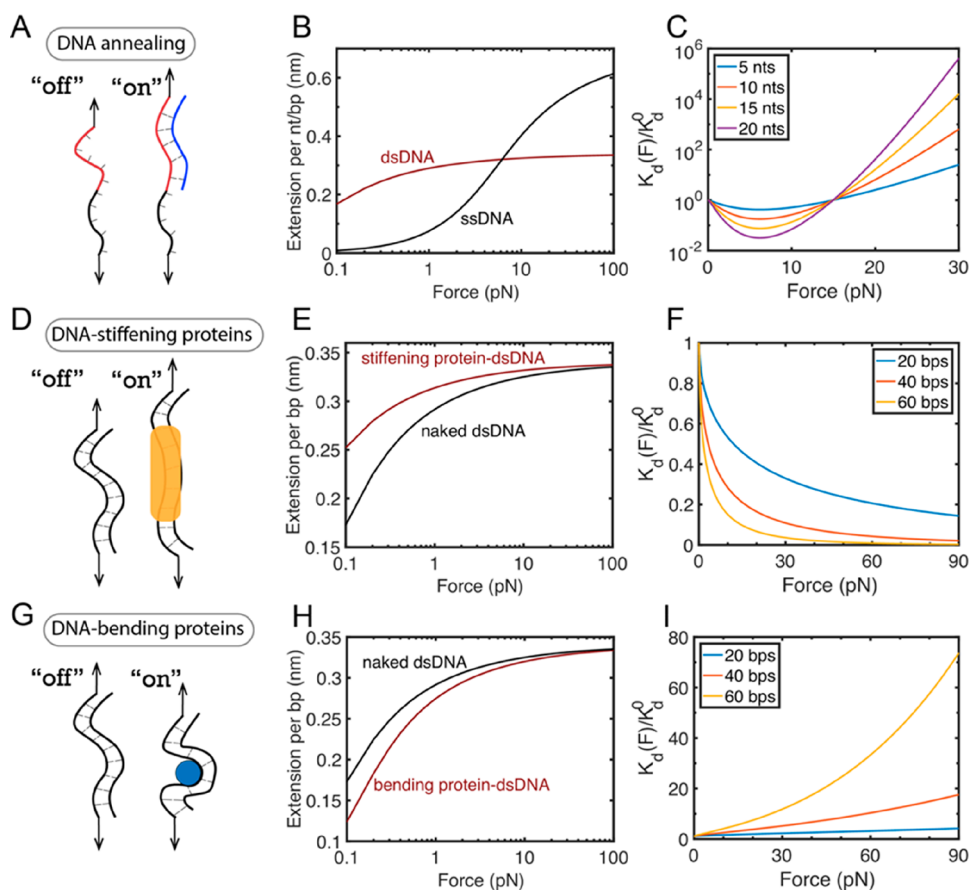 A
DNA annealing
“off”
“on”
B
Extension per nt/bp (nm)
0.6
0.4
0.2
0
dsDNA
ssDNA
0.1
1
10
100
Force (pN)
C
K_d(F)/K_d^0
10^6
10^4
10^2
10^0
10^-2
5 nts
10 nts
15 nts
20 nts
0
10
20
30
Force (pN)
D
DNA-stiffening proteins
“off”
“on”
E
Extension per bp (nm)
0.35
0.3
0.25
0.2
0.15
stiffening protein-dsDNA
naked dsDNA
0.1
1
10
100
Force (pN)
F
K_d(F)/K_d^0
1
0.8
0.6
0.4
0.2
0
20 bps
40 bps
60 bps
0
30
60
90
Force (pN)
G
DNA-bending proteins
“off”
“on”
H
Extension per bp (nm)
0.35
0.3
0.25
0.2
0.15
0.1
naked dsDNA
bending protein-dsDNA
0.1
1
10
100
Force (pN)
I
K_d(F)/K_d^0
80
60
40
20
0
20 bps
40 bps
60 bps
0
30
60
90
Force (pN)